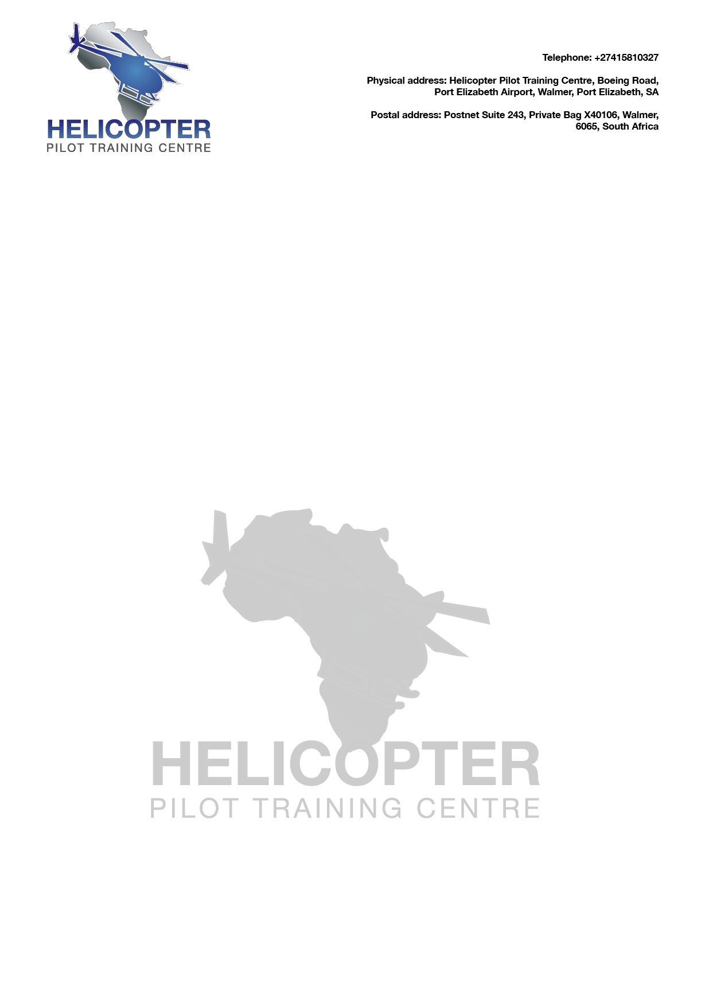 HELICOPTER
PILOT TRAINING CENTRE
Telephone: +27415810327
Physical address: Helicopter Pilot Training Centre, Boeing Road,
Port Elizabeth Airport, Walmer, Port Elizabeth, SA
Postal address: Postnet Suite 243, Private Bag X40106, Walmer,
6065, South Africa
HELICOPTER
PILOT TRAINING CENTRE